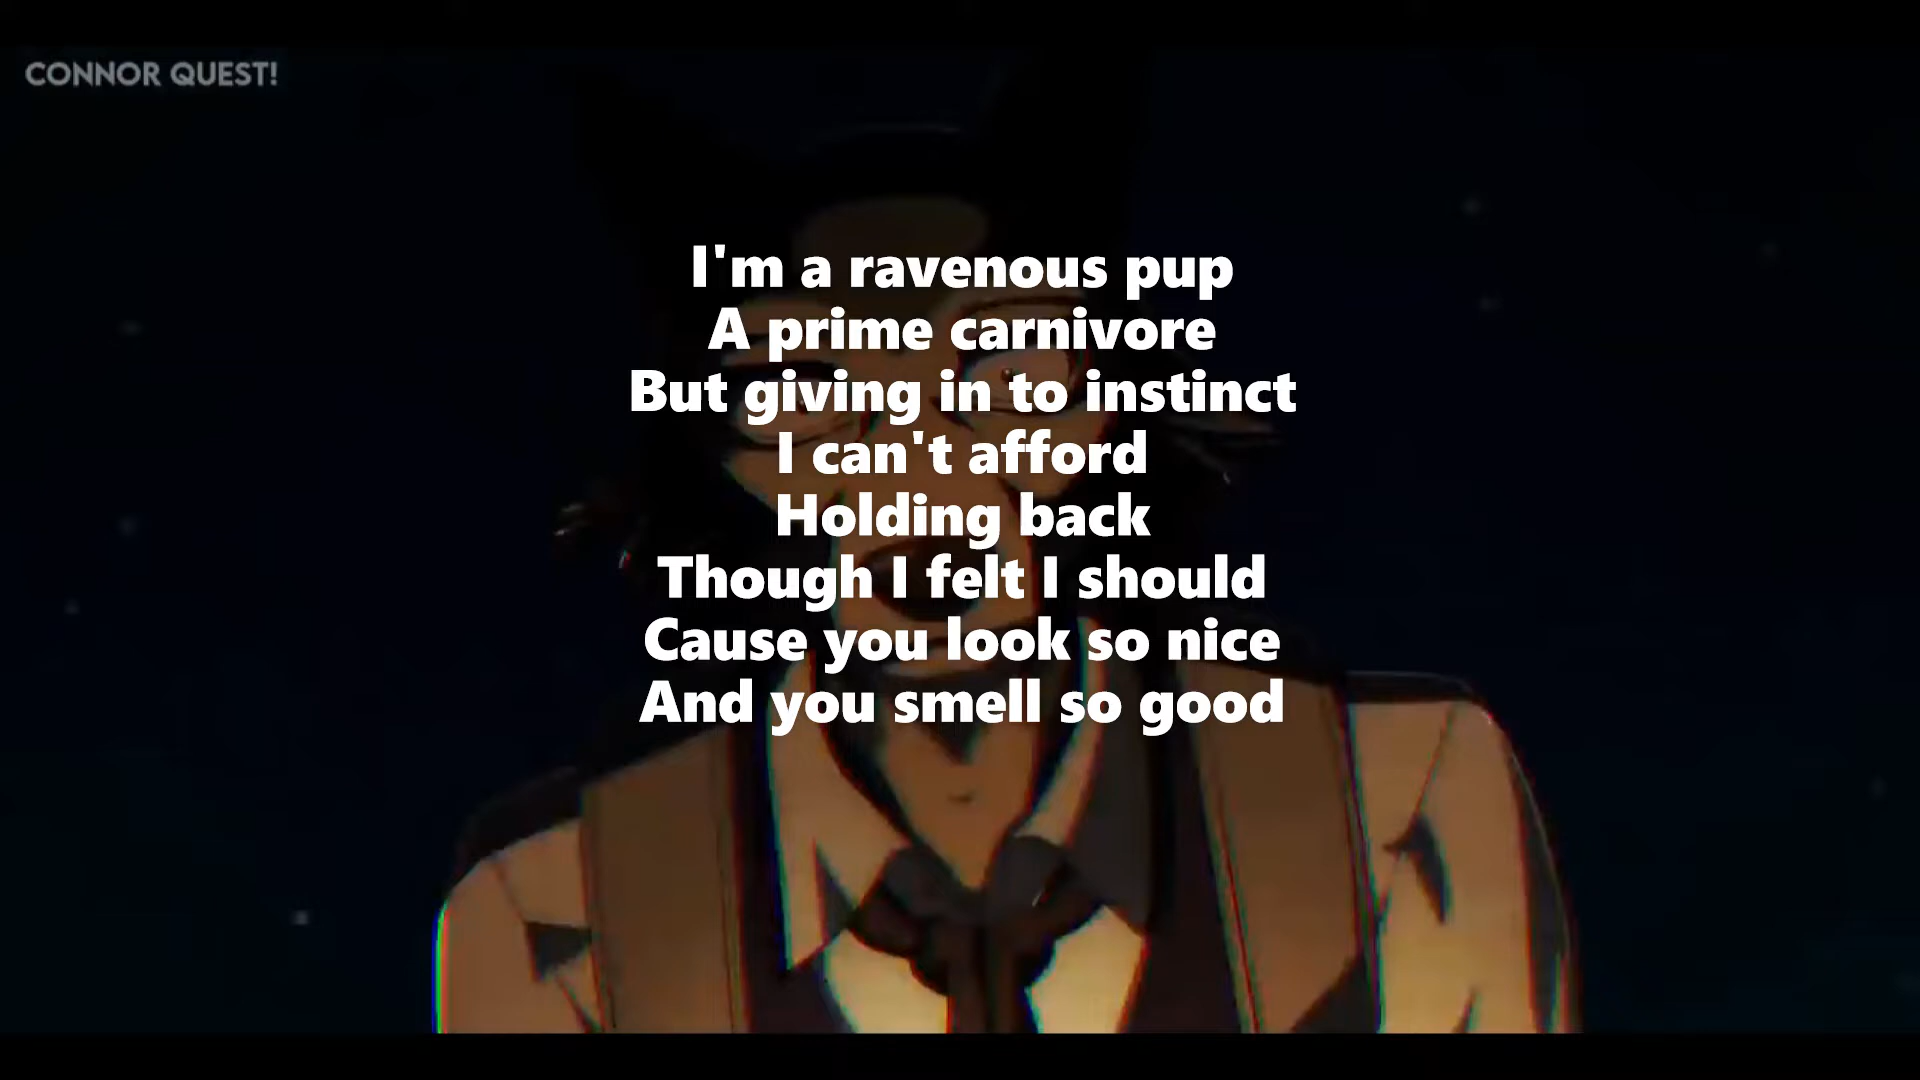 CONNOR QUEST!
I'm a ravenous pup
A prime carnivore
But giving in to instinct
I can't afford
Holding back
Though I felt I should
Cause you look so nice
And you smell so good